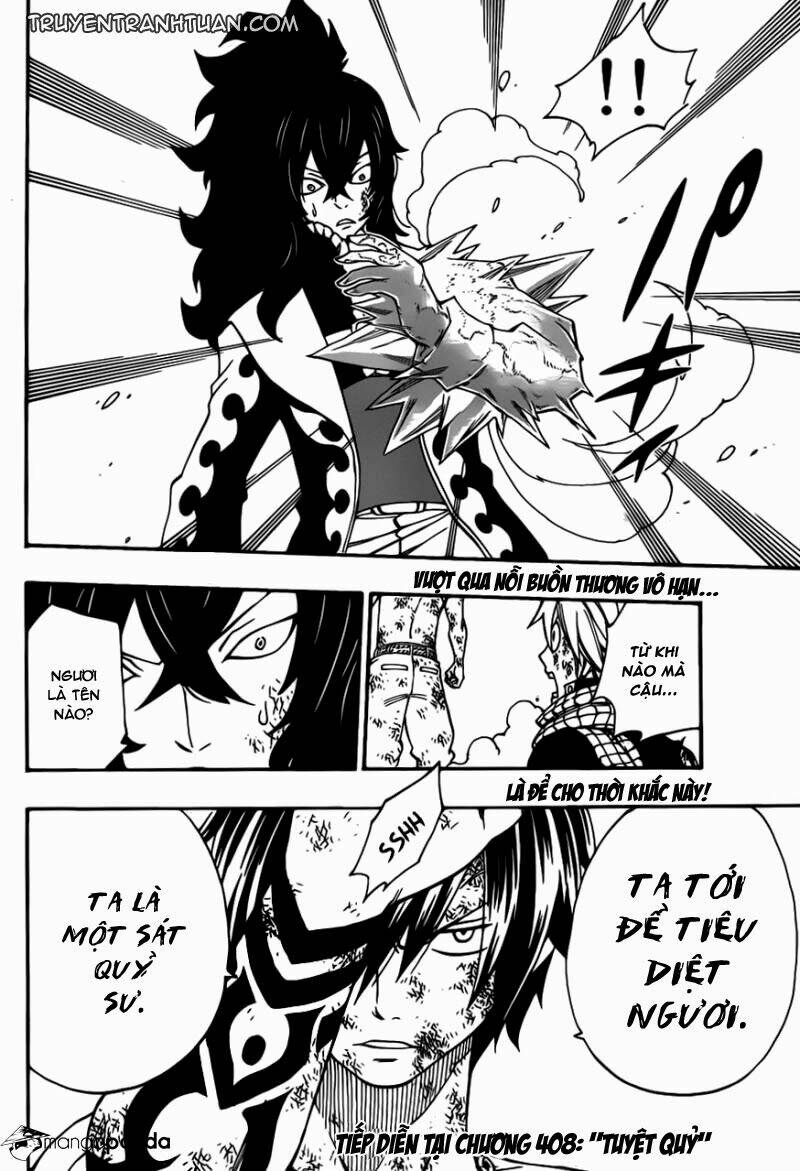 TRUYENTRANHTUAN.COM
!!
VƯỢT QUA NỖI BUỒN THƯƠNG VÔ HẠN...
NGƯƠI
LÀ TÊN
NÀO?
TỪ KHI
NÀO MÀ
CẬU...
LÀ ĐỂ CHO THỜI KHẮC NÀY!
SSHH
TA LÀ
MỘT SÁT
QUỶ
SƯ.
TA TỚI
ĐỂ TIÊU
DIỆT
NGƯƠI.
TIẾP DIỄN TẠI CHƯƠNG 408: "TUYỆT QUỶ"